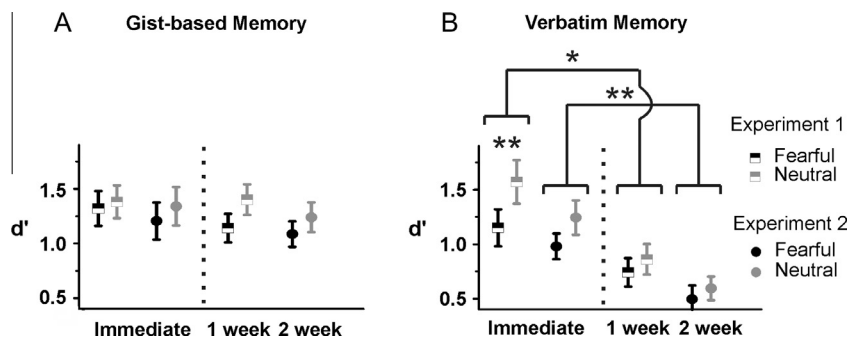 A
Gist-based Memory
1.5
1.0
0.5
d'
Immediate
1 week
2 week
B
Verbatim Memory
*
**
**
1.5
1.0
0.5
d'
Immediate
1 week
2 week
Experiment 1
Fearful
Neutral
Experiment 2
Fearful
Neutral